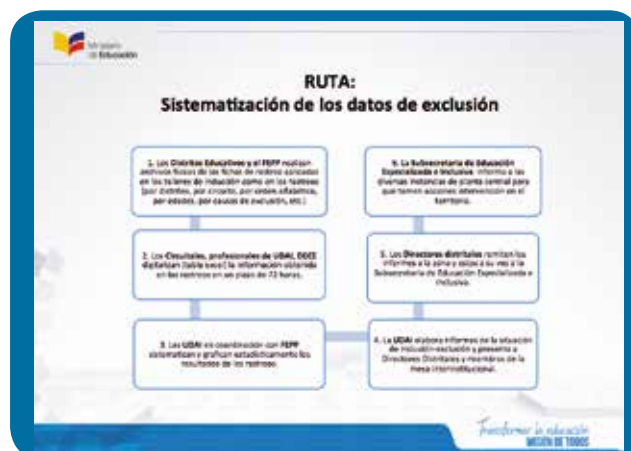 Ministerio
de Educación
RUTA:
Sistematización de los datos de exclusión
1. Los Distritos Educativos y el FEPP realizan
archivos físicos de las fichas de rastreo aplicadas
en los talleres de inducción como en los rastreos
(por distritos, por circuito, por orden alfabético,
por edades, por causas de exclusión, etc.)
2. Los Circuitales, profesionales de UDAI, DECE
digitalizan (tabla excel) la información obtenida
en los rastreos en un plazo de 72 horas.
3. Las UDAI en coordinación con FEPP
sistematizan y grafican estadísticamente los
resultados de los rastreos.
4. La UDAI elabora informes de la situación
de inclusión-exclusión y presenta a
Directores Distritales y miembros de la
mesa interinstitucional.
5. Los Directores distritales remiten los
informes a la zona y estos a su vez a la
Subsecretaría de Educación Especializada e
Inclusiva.
6. La Subsecretaría de Educación
Especializada e Inclusiva informa a las
diversas instancias de planta central para
que tomen acciones intervención en el
territorio.
Transformar la educación
MISIÓN DE TODOS